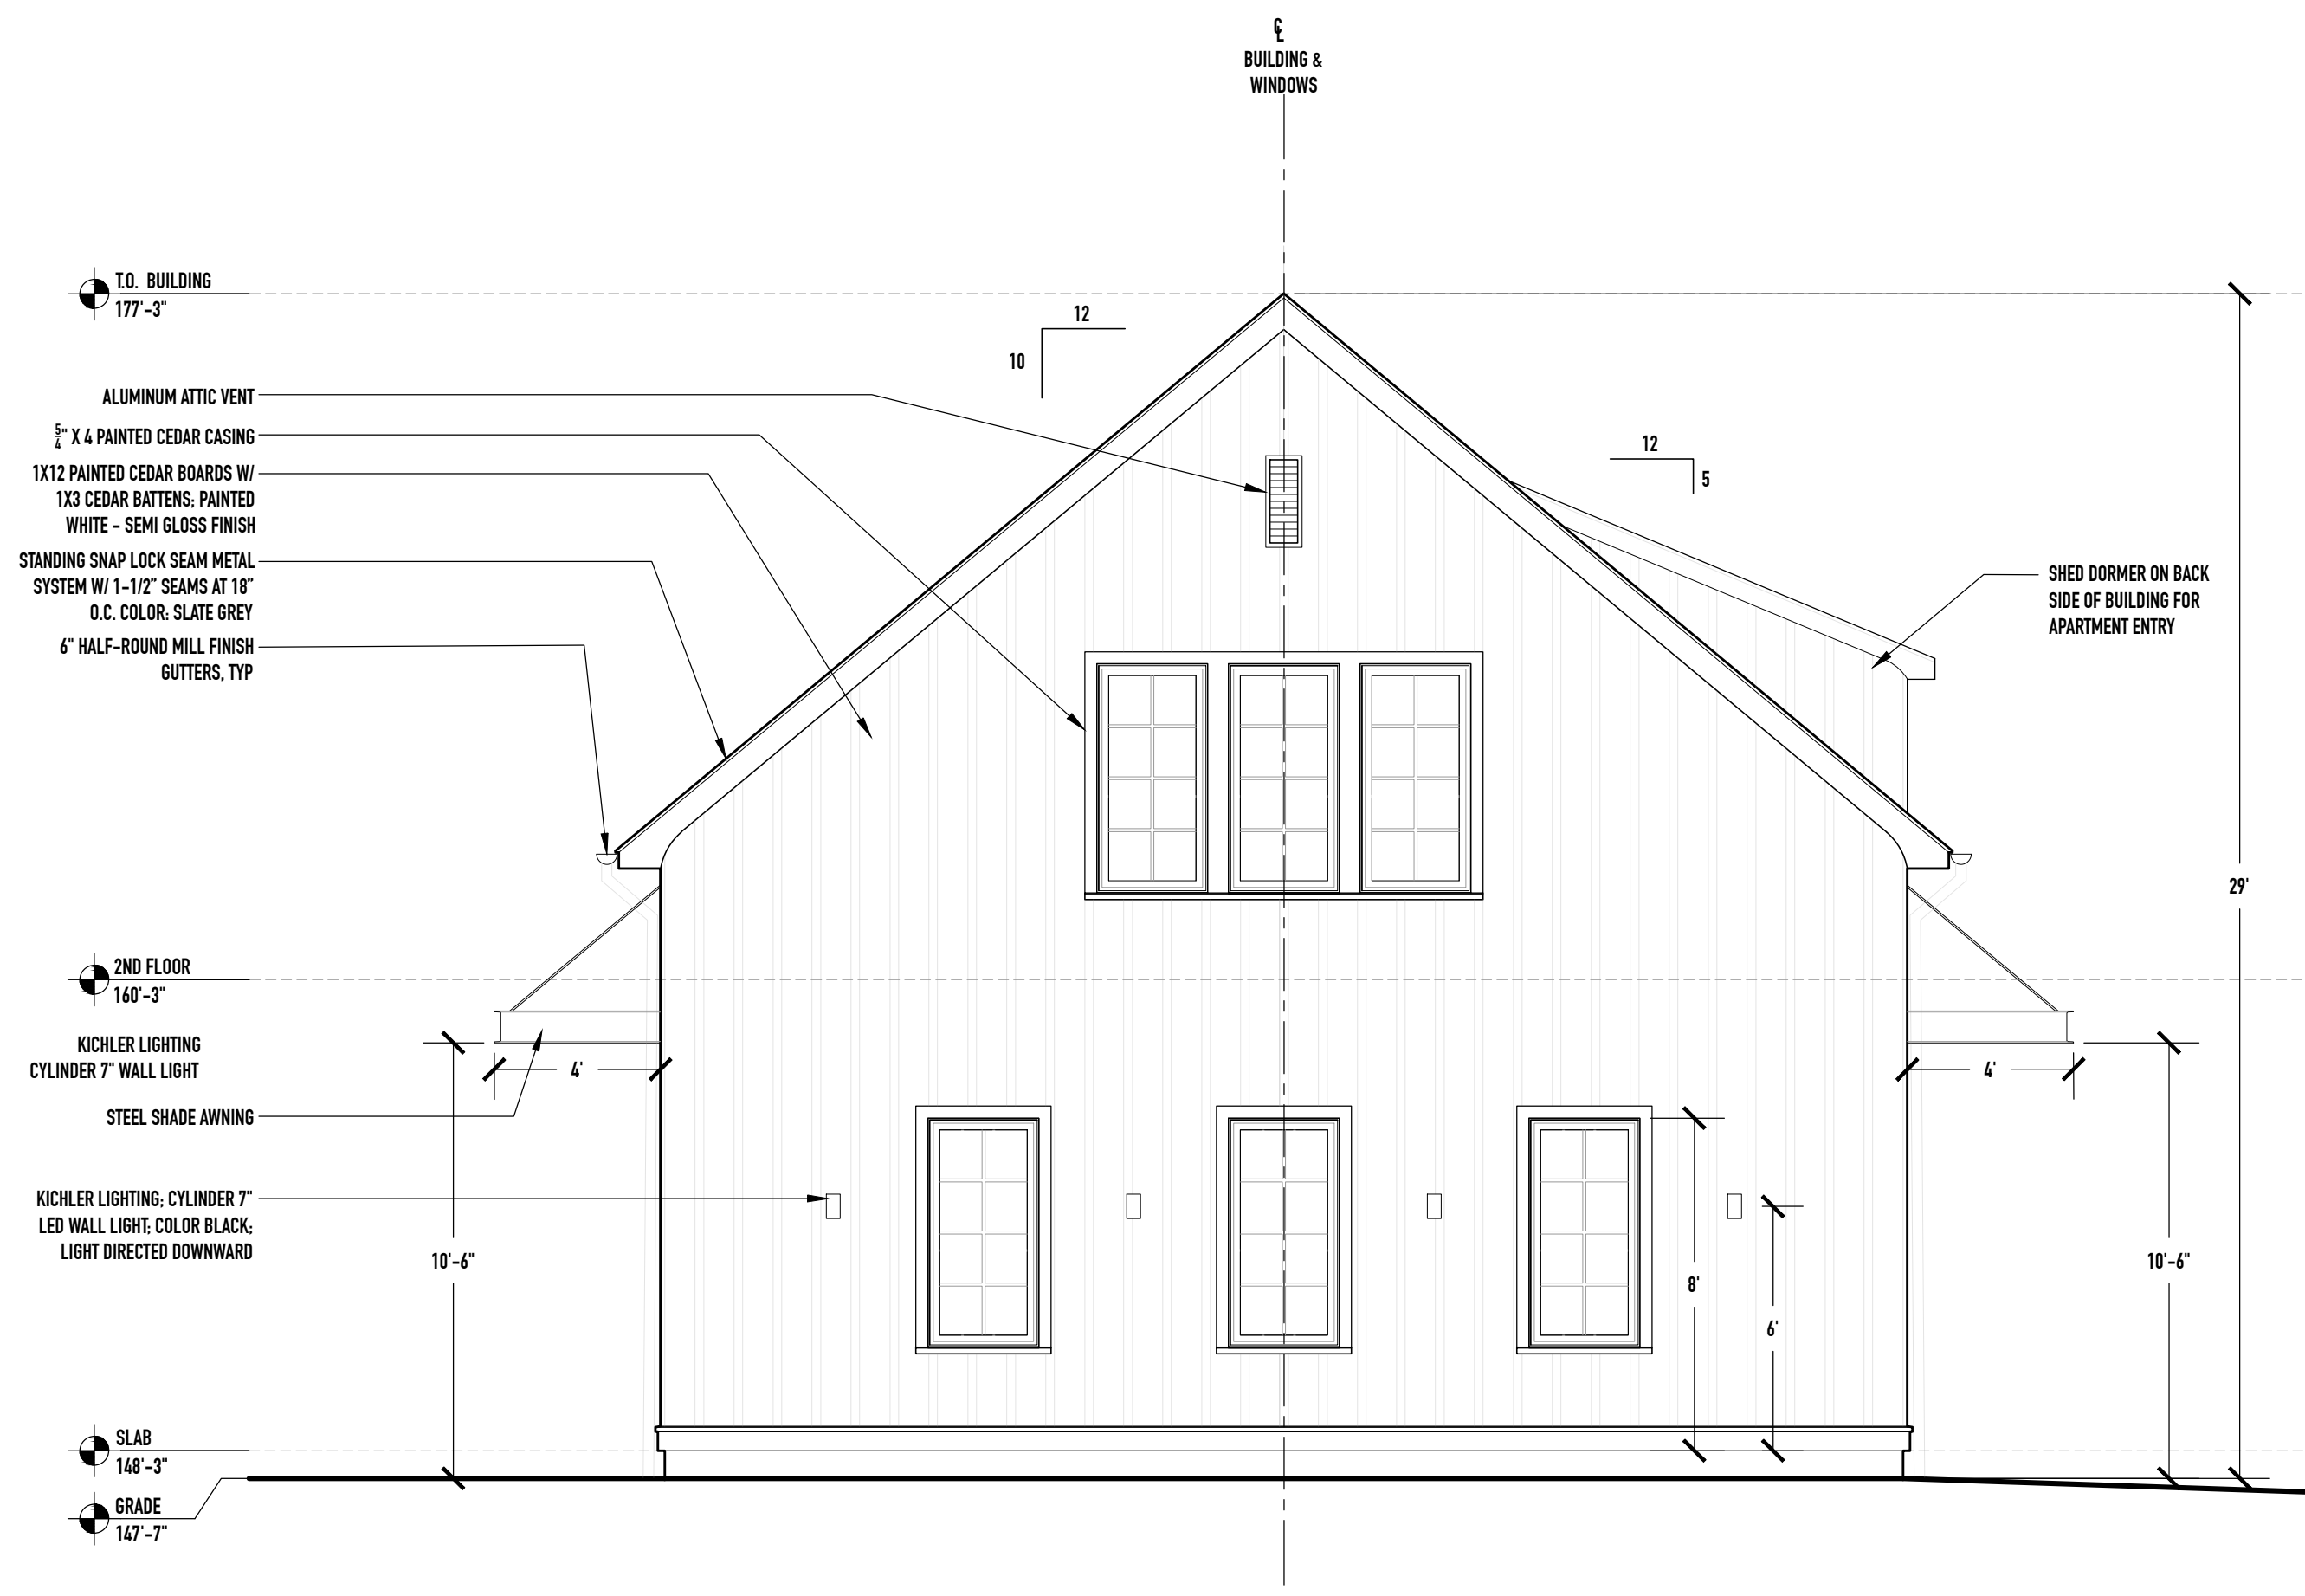 ℄
BUILDING &
WINDOWS
T.O. BUILDING
177'-3"
12
10
ALUMINUM ATTIC VENT
5/4" X 4 PAINTED CEDAR CASING
1X12 PAINTED CEDAR BOARDS W/
1X3 CEDAR BATTENS; PAINTED
WHITE - SEMI GLOSS FINISH
STANDING SNAP LOCK SEAM METAL
SYSTEM W/ 1-1/2" SEAMS AT 18"
O.C. COLOR: SLATE GREY
6" HALF-ROUND MILL FINISH
GUTTERS, TYP
12
5
SHED DORMER ON BACK
SIDE OF BUILDING FOR
APARTMENT ENTRY
29'
2ND FLOOR
160'-3"
KICHLER LIGHTING
CYLINDER 7" WALL LIGHT
4'
4'
STEEL SHADE AWNING
KICHLER LIGHTING; CYLINDER 7"
LED WALL LIGHT; COLOR BLACK;
LIGHT DIRECTED DOWNWARD
10'-6"
8'
6'
10'-6"
SLAB
148'-3"
GRADE
147'-7"